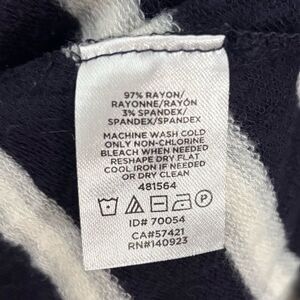 97% RAYON/
RAYONNE/RAYÓN
3% SPANDEX/
SPANDEX/SPANDEX
MACHINE WASH COLD
ONLY NON-CHLORINE
BLEACH WHEN NEEDED
RESHAPE DRY FLAT
COOL IRON IF NEEDED
OR DRY CLEAN
481564
P
ID# 70054
CA#57421
RN#140923